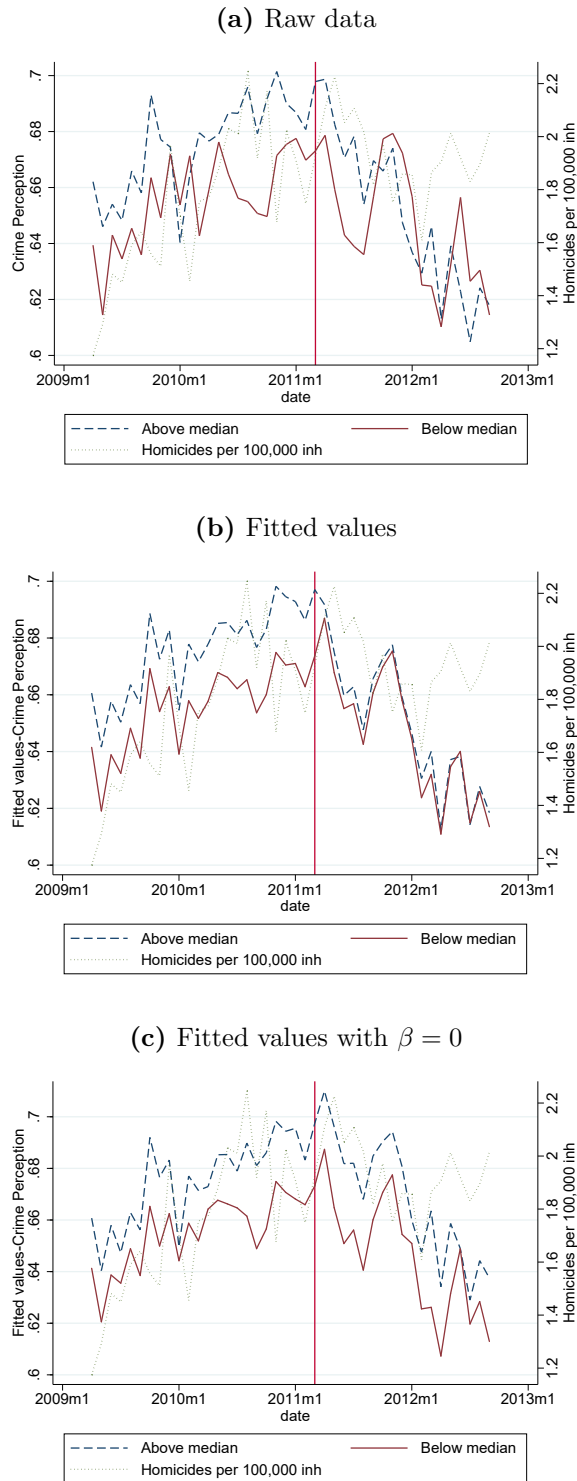 (a) Raw data
.7
.68
.66
.64
.62
.6
Crime Perception
2.2
2
1.8
1.6
1.4
1.2
Homicides per 100,000 inh
2009m1 2010m1 2011m1 2012m1 2013m1
date
Above median Below median
Homicides per 100,000 inh
(b) Fitted values
.7
.68
.66
.64
.62
.6
Fitted values-Crime Perception
2.2
2
1.8
1.6
1.4
1.2
Homicides per 100,000 inh
2009m1 2010m1 2011m1 2012m1 2013m1
date
Above median Below median
Homicides per 100,000 inh
(c) Fitted values with β = 0
.7
.68
.66
.64
.62
.6
Fitted values-Crime Perception
2.2
2
1.8
1.6
1.4
1.2
Homicides per 100,000 inh
2009m1 2010m1 2011m1 2012m1 2013m1
date
Above median Below median
Homicides per 100,000 inh